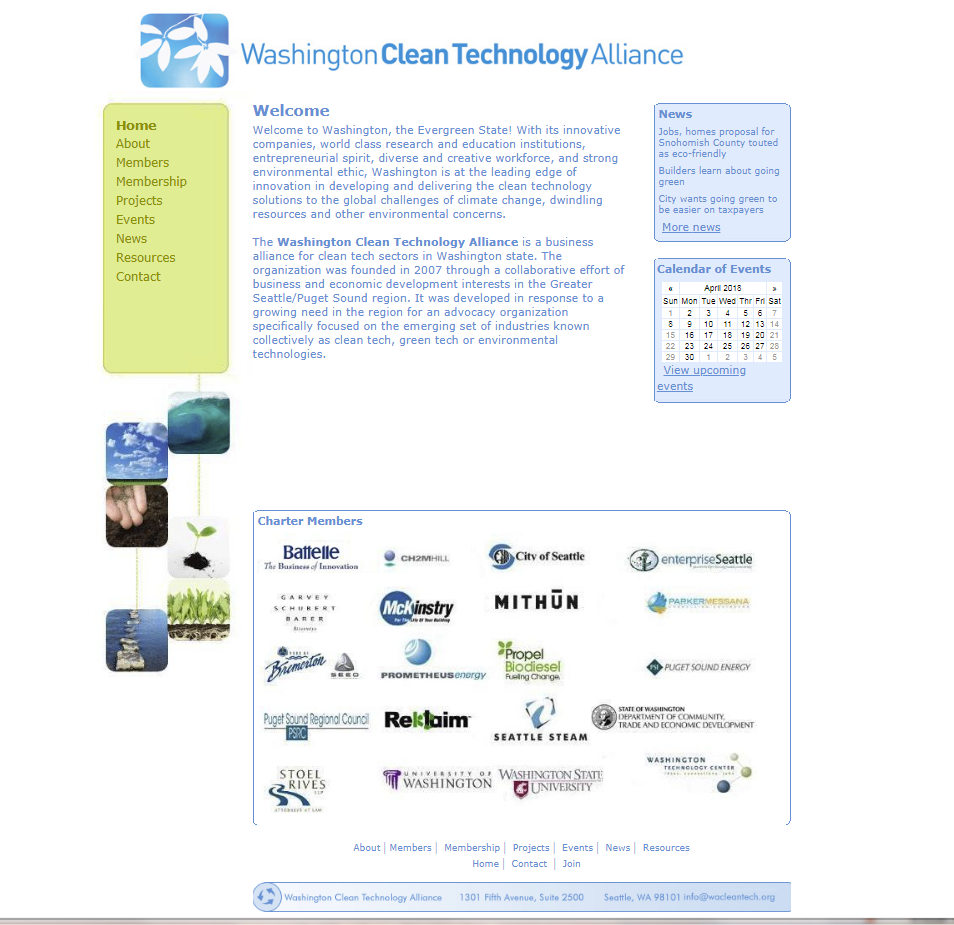 Washington Clean Technology Alliance
Home
About
Members
Membership
Projects
Events
News
Resources
Contact
Welcome
Welcome to Washington, the Evergreen State! With its innovative
companies, world class research and education institutions,
entrepreneurial spirit, diverse and creative workforce, and strong
environmental ethic, Washington is at the leading edge of
innovation in developing and delivering the clean technology
solutions to the global challenges of climate change, dwindling
resources and other environmental concerns.
The Washington Clean Technology Alliance is a business
alliance for clean tech sectors in Washington state. The
organization was founded in 2007 through a collaborative effort of
business and economic development interests in the Greater
Seattle/Puget Sound region. It was developed in response to a
growing need in the region for an advocacy organization
specifically focused on the emerging set of industries known
collectively as clean tech, green tech or environmental
technologies.
News
Jobs, homes proposal for
Snohomish County touted
as eco-friendly
Builders learn about going
green
City wants going green to
be easier on taxpayers
More news
Calendar of Events
« April 2018 »
Sun Mon Tue Wed Thr Fri Sat
1 2 3 4 5 6 7
8 9 10 11 12 13 14
15 16 17 18 19 20 21
22 23 24 25 26 27 28
29 30 1 2 3 4 5
View upcoming
events
Charter Members
Battelle
The Business of Innovation
CH2MHILL
City of Seattle
enterpriseSeattle
GARVEY
SCHUBERT
BARER
McKinstry
For The Life Of Your Building
MITHŪN
PARKERMESSANA
PORT OF
Bremerton
SEED
PROMETHEUSenergy
Propel
Biodiesel
Fueling Change.
PSE
PUGET SOUND ENERGY
Puget Sound Regional Council
PSRC
Reklaim
SEATTLE STEAM
STATE OF WASHINGTON
DEPARTMENT OF COMMUNITY,
TRADE AND ECONOMIC DEVELOPMENT
STOEL
RIVES
LLP
ATTORNEYS AT LAW
UNIVERSITY OF
WASHINGTON
WASHINGTON STATE
UNIVERSITY
WASHINGTON
TECHNOLOGY CENTER
About | Members | Membership | Projects | Events | News | Resources
Home | Contact | Join
Washington Clean Technology Alliance 1301 Fifth Avenue, Suite 2500 Seattle, WA 98101 info@wacleantech.org